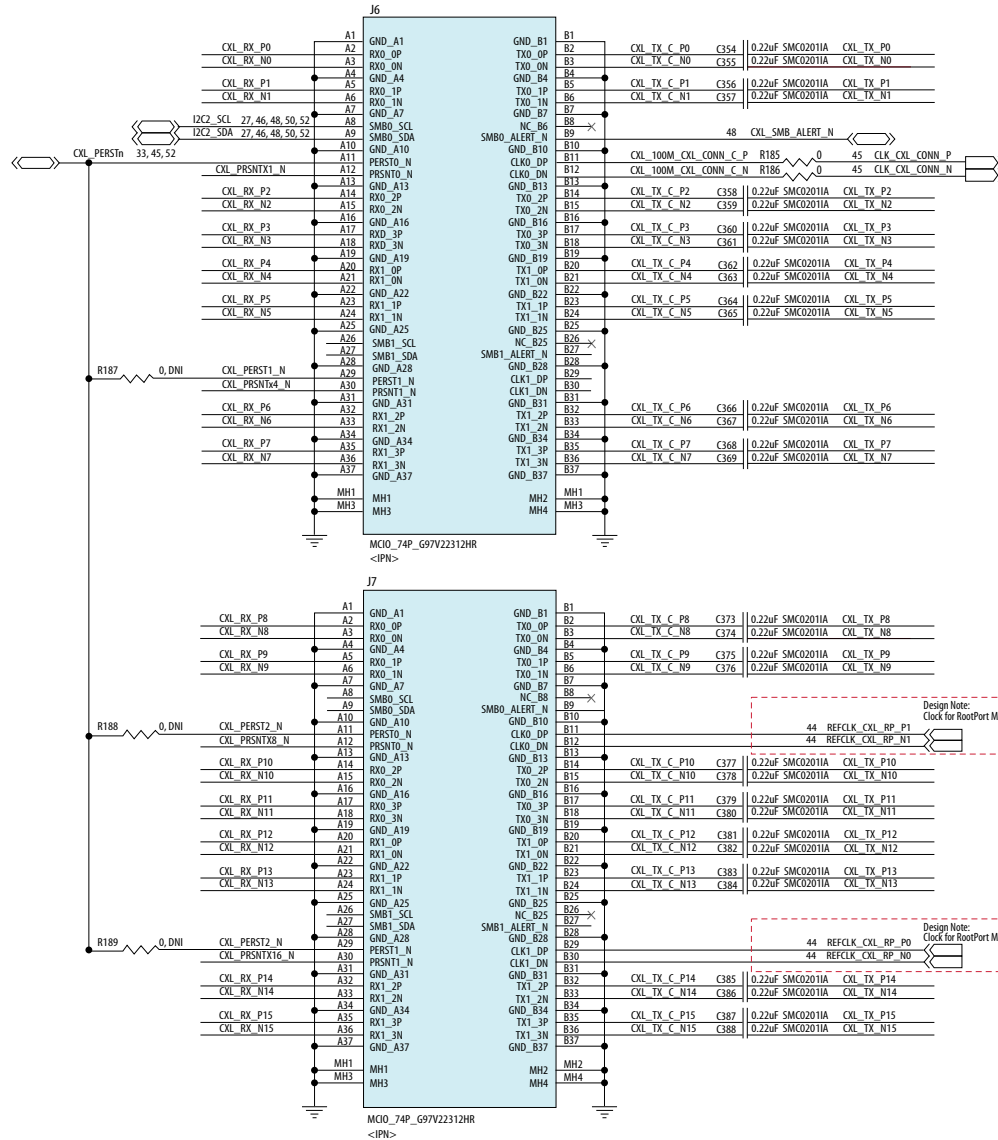 J6
A1 GND_A1 GND_B1 B1
CXL_RX_P0 A2 RX0_0P TX0_0P B2 CXL_TX_C_P0 C354 0.22uF SMC0201IA CXL_TX_P0
CXL_RX_N0 A3 RX0_0N TX0_0N B3 CXL_TX_C_N0 C355 0.22uF SMC0201IA CXL_TX_N0
A4 GND_A4 GND_B4 B4
CXL_RX_P1 A5 RX0_1P TX0_1P B5 CXL_TX_C_P1 C356 0.22uF SMC0201IA CXL_TX_P1
CXL_RX_N1 A6 RX0_1N TX0_1N B6 CXL_TX_C_N1 C357 0.22uF SMC0201IA CXL_TX_N1
A7 GND_A7 GND_B7 B7
I2C2_SCL 27, 46, 48, 50, 52 A8 SMB0_SCL NC_B6 B8
I2C2_SDA 27, 46, 48, 50, 52 A9 SMB0_SDA SMB0_ALERT_N B9 48 CXL_SMB_ALERT_N
A10 GND_A10 GND_B10 B10
CXL_PERSTn 33, 45, 52 A11 PERST0_N CLK0_DP B11 CXL_100M_CXL_CONN_C_P R185 0 45 CLK_CXL_CONN_P
CXL_PRSNTX1_N A12 PRSNT0_N CLK0_DN B12 CXL_100M_CXL_CONN_C_N R186 0 45 CLK_CXL_CONN_N
A13 GND_A13 GND_B13 B13
CXL_RX_P2 A14 RX0_2P TX0_2P B14 CXL_TX_C_P2 C358 0.22uF SMC0201IA CXL_TX_P2
CXL_RX_N2 A15 RX0_2N TX0_2N B15 CXL_TX_C_N2 C359 0.22uF SMC0201IA CXL_TX_N2
A16 GND_A16 GND_B16 B16
CXL_RX_P3 A17 RXD_3P TX0_3P B17 CXL_TX_C_P3 C360 0.22uF SMC0201IA CXL_TX_P3
CXL_RX_N3 A18 RXD_3N TX0_3N B18 CXL_TX_C_N3 C361 0.22uF SMC0201IA CXL_TX_N3
A19 GND_A19 GND_B19 B19
CXL_RX_P4 A20 RX1_0P TX1_0P B20 CXL_TX_C_P4 C362 0.22uF SMC0201IA CXL_TX_P4
CXL_RX_N4 A21 RX1_0N TX1_0N B21 CXL_TX_C_N4 C363 0.22uF SMC0201IA CXL_TX_N4
A22 GND_A22 GND_B22 B22
CXL_RX_P5 A23 RX1_1P TX1_1P B23 CXL_TX_C_P5 C364 0.22uF SMC0201IA CXL_TX_P5
CXL_RX_N5 A24 RX1_1N TX1_1N B24 CXL_TX_C_N5 C365 0.22uF SMC0201IA CXL_TX_N5
A25 GND_A25 GND_B25 B25
A26 SMB1_SCL NC_B25 B26
A27 SMB1_SDA SMB1_ALERT_N B27
A28 GND_A28 GND_B28 B28
R187 0, DNI CXL_PERST1_N A29 PERST1_N CLK1_DP B29
CXL_PRSNTx4_N A30 PRSNT1_N CLK1_DN B30
A31 GND_A31 GND_B31 B31
CXL_RX_P6 A32 RX1_2P TX1_2P B32 CXL_TX_C_P6 C366 0.22uF SMC0201IA CXL_TX_P6
CXL_RX_N6 A33 RX1_2N TX1_2N B33 CXL_TX_C_N6 C367 0.22uF SMC0201IA CXL_TX_N6
A34 GND_A34 GND_B34 B34
CXL_RX_P7 A35 RX1_3P TX1_3P B35 CXL_TX_C_P7 C368 0.22uF SMC0201IA CXL_TX_P7
CXL_RX_N7 A36 RX1_3N TX1_3N B36 CXL_TX_C_N7 C369 0.22uF SMC0201IA CXL_TX_N7
A37 GND_A37 GND_B37 B37
MH1 MH1 MH2 MH1
MH3 MH3 MH4 MH3
MCIO_74P_G97V22312HR
<IPN>
J7
A1 GND_A1 GND_B1 B1
CXL_RX_P8 A2 RX0_0P TX0_0P B2 CXL_TX_C_P8 C373 0.22uF SMC0201IA CXL_TX_P8
CXL_RX_N8 A3 RX0_0N TX0_0N B3 CXL_TX_C_N8 C374 0.22uF SMC0201IA CXL_TX_N8
A4 GND_A4 GND_B4 B4
CXL_RX_P9 A5 RX0_1P TX0_1P B5 CXL_TX_C_P9 C375 0.22uF SMC0201IA CXL_TX_P9
CXL_RX_N9 A6 RX0_1N TX0_1N B6 CXL_TX_C_N9 C376 0.22uF SMC0201IA CXL_TX_N9
A7 GND_A7 GND_B7 B7
A8 SMB0_SCL NC_B8 B8
A9 SMB0_SDA SMB0_ALERT_N B9 Design Note:
A10 GND_A10 GND_B10 B10 Clock for RootPort M
R188 0, DNI CXL_PERST2_N A11 PERST0_N CLK0_DP B11 44 REFCLK_CXL_RP_P1
CXL_PRSNTX8_N A12 PRSNT0_N CLK0_DN B12 44 REFCLK_CXL_RP_N1
A13 GND_A13 GND_B13 B13
CXL_RX_P10 A14 RX0_2P TX0_2P B14 CXL_TX_C_P10 C377 0.22uF SMC0201IA CXL_TX_P10
CXL_RX_N10 A15 RX0_2N TX0_2N B15 CXL_TX_C_N10 C378 0.22uF SMC0201IA CXL_TX_N10
A16 GND_A16 GND_B16 B16
CXL_RX_P11 A17 RX0_3P TX0_3P B17 CXL_TX_C_P11 C379 0.22uF SMC0201IA CXL_TX_P11
CXL_RX_N11 A18 RX0_3N TX0_3N B18 CXL_TX_C_N11 C380 0.22uF SMC0201IA CXL_TX_N11
A19 GND_A19 GND_B19 B19
CXL_RX_P12 A20 RX1_0P TX1_0P B20 CXL_TX_C_P12 C381 0.22uF SMC0201IA CXL_TX_P12
CXL_RX_N12 A21 RX1_0N TX1_0N B21 CXL_TX_C_N12 C382 0.22uF SMC0201IA CXL_TX_N12
A22 GND_A22 GND_B22 B22
CXL_RX_P13 A23 RX1_1P TX1_1P B23 CXL_TX_C_P13 C383 0.22uF SMC0201IA CXL_TX_P13
CXL_RX_N13 A24 RX1_1N TX1_1N B24 CXL_TX_C_N13 C384 0.22uF SMC0201IA CXL_TX_N13
A25 GND_A25 GND_B25 B25
A26 SMB1_SCL NC_B25 B26
A27 SMB1_SDA SMB1_ALERT_N B27 Design Note:
A28 GND_A28 GND_B28 B28 Clock for RootPort M
R189 0, DNI CXL_PERST2_N A29 PERST1_N CLK1_DP B29 44 REFCLK_CXL_RP_P0
CXL_PRSNTX16_N A30 PRSNT1_N CLK1_DN B30 44 REFCLK_CXL_RP_N0
A31 GND_A31 GND_B31 B31
CXL_RX_P14 A32 RX1_2P TX1_2P B32 CXL_TX_C_P14 C385 0.22uF SMC0201IA CXL_TX_P14
CXL_RX_N14 A33 RX1_2N TX1_2N B33 CXL_TX_C_N14 C386 0.22uF SMC0201IA CXL_TX_N14
A34 GND_A34 GND_B34 B34
CXL_RX_P15 A35 RX1_3P TX1_3P B35 CXL_TX_C_P15 C387 0.22uF SMC0201IA CXL_TX_P15
CXL_RX_N15 A36 RX1_3N TX1_3N B36 CXL_TX_C_N15 C388 0.22uF SMC0201IA CXL_TX_N15
A37 GND_A37 GND_B37 B37
MH1 MH1 MH2 MH2
MH3 MH3 MH4 MH4
MCIO_74P_G97V22312HR
<IPN>